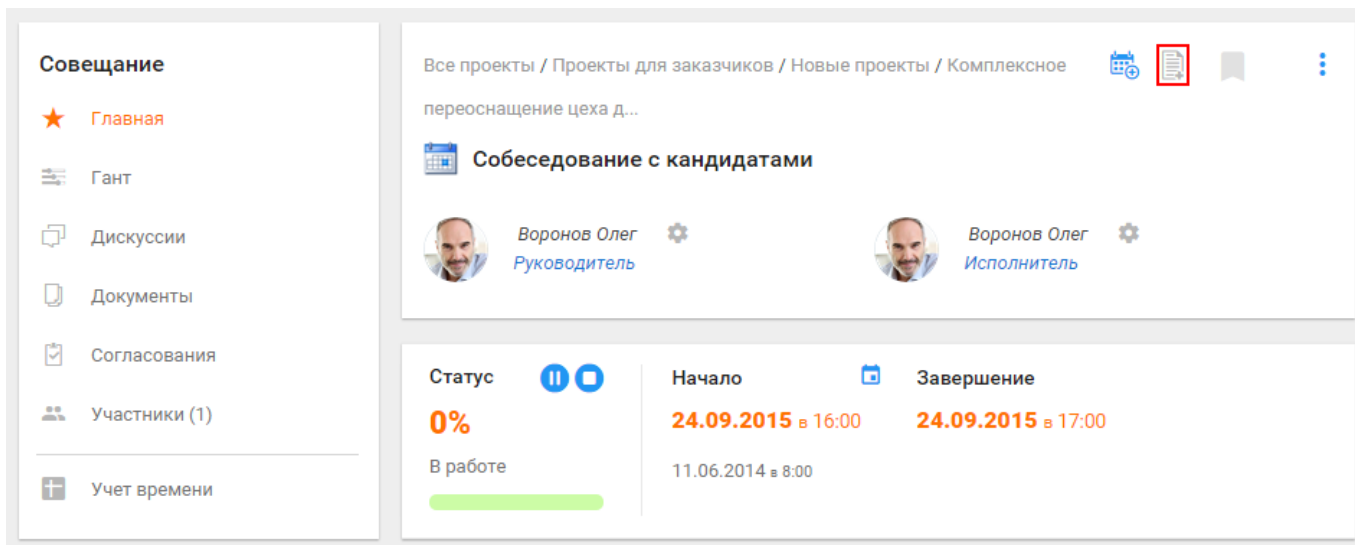 Совещание
Главная
Гант
Дискуссии
Документы
Согласования
Участники (1)
Учет времени
Все проекты / Проекты для заказчиков / Новые проекты / Комплексное
переоснащение цеха д...
Собеседование с кандидатами
Воронов Олег
Руководитель
Воронов Олег
Исполнитель
Статус
0%
В работе
Начало
24.09.2015 в 16:00
11.06.2014 в 8:00
Завершение
24.09.2015 в 17:00